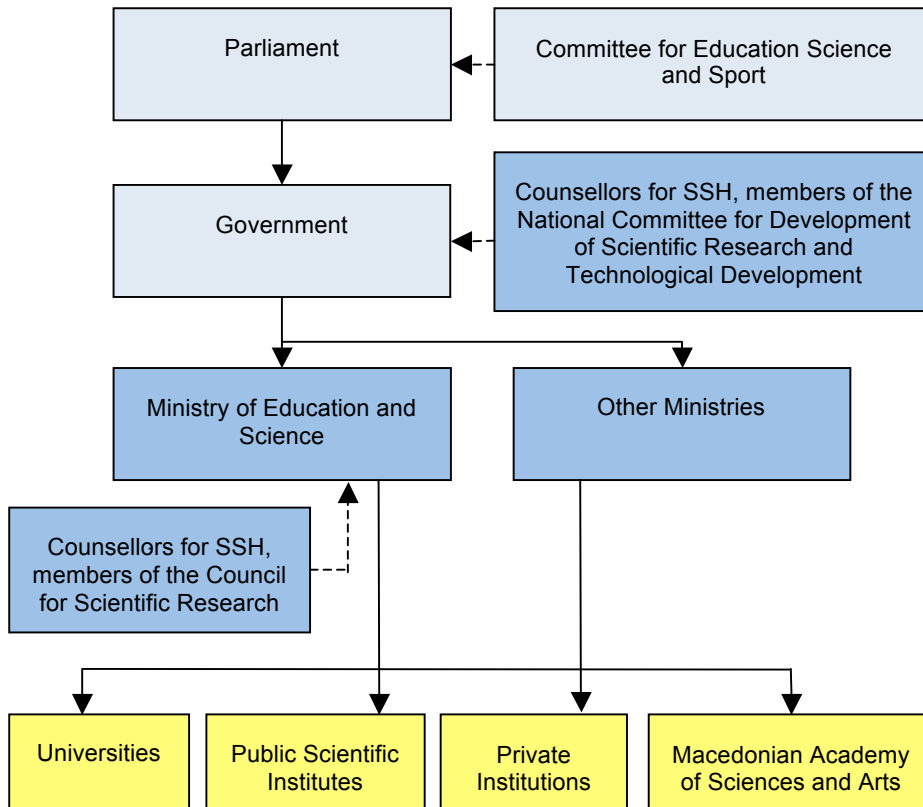 Parliament
Committee for Education Science
and Sport
Government
Counsellors for SSH, members of the
National Committee for Development
of Scientific Research and
Technological Development
Ministry of Education and
Science
Other Ministries
Counsellors for SSH,
members of the Council
for Scientific Research
Universities
Public Scientific
Institutes
Private
Institutions
Macedonian Academy
of Sciences and Arts